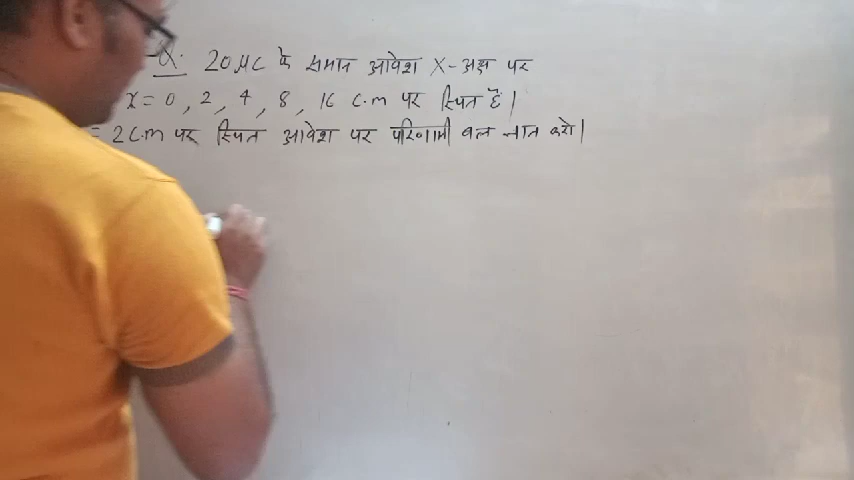 Q. 20 μC के समान आवेश X-अक्ष पर
x = 0, 2, 4, 8, 16 c.m पर स्थित हैं।
= 2 c.m पर स्थित आवेश पर परिणामी बल ज्ञात करो।